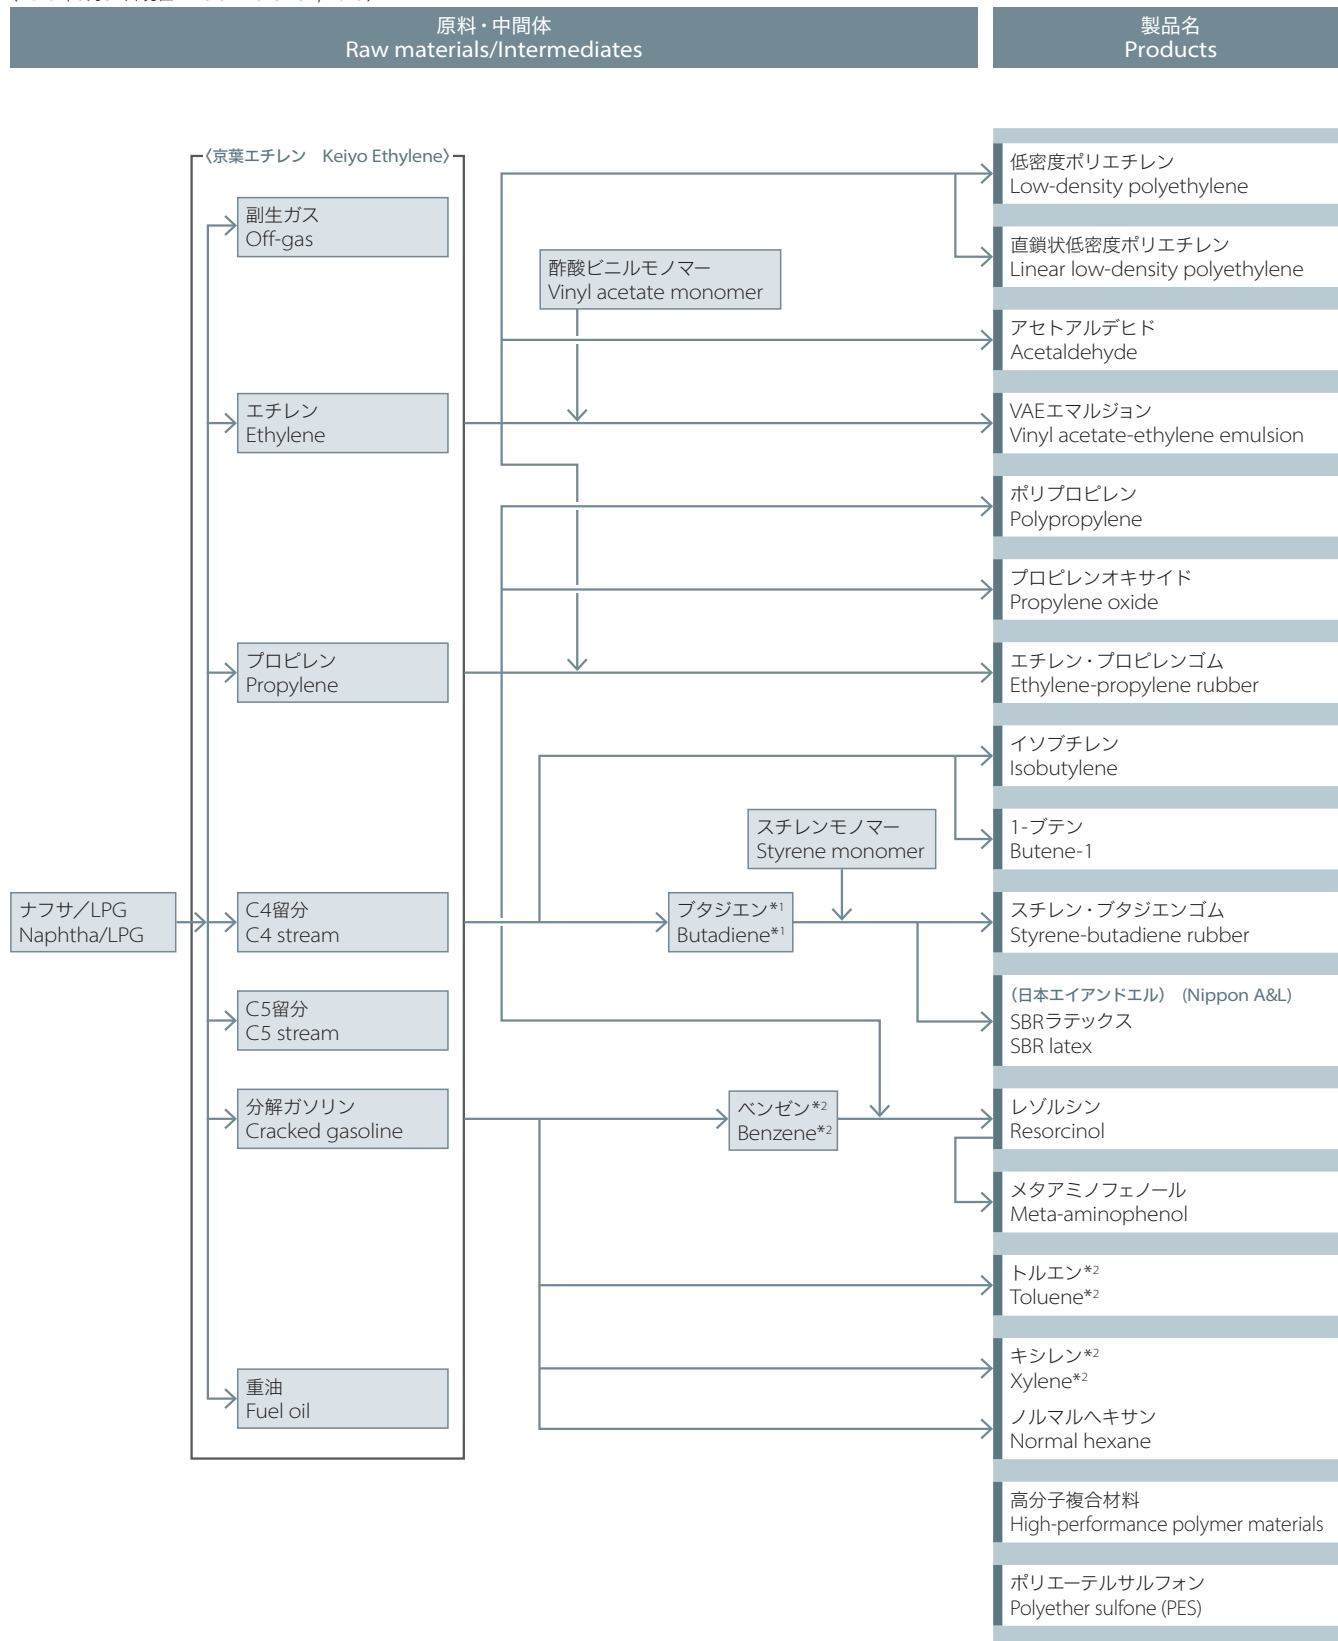 原料・中間体
Raw materials/Intermediates
製品名
Products
〈京葉エチレン Keiyo Ethylene〉
副生ガス
Off-gas
酢酸ビニルモノマー
Vinyl acetate monomer
エチレン
Ethylene
プロピレン
Propylene
スチレンモノマー
Styrene monomer
ナフサ／LPG
Naphtha/LPG
C4留分
C4 stream
ブタジエン*1
Butadiene*1
C5留分
C5 stream
分解ガソリン
Cracked gasoline
ベンゼン*2
Benzene*2
重油
Fuel oil
低密度ポリエチレン
Low-density polyethylene
直鎖状低密度ポリエチレン
Linear low-density polyethylene
アセトアルデヒド
Acetaldehyde
VAEエマルジョン
Vinyl acetate-ethylene emulsion
ポリプロピレン
Polypropylene
プロピレンオキサイド
Propylene oxide
エチレン・プロピレンゴム
Ethylene-propylene rubber
イソブチレン
Isobutylene
1-ブテン
Butene-1
スチレン・ブタジエンゴム
Styrene-butadiene rubber
（日本エイアンドエル） (Nippon A&L)
SBRラテックス
SBR latex
レゾルシン
Resorcinol
メタアミノフェノール
Meta-aminophenol
トルエン*2
Toluene*2
キシレン*2
Xylene*2
ノルマルヘキサン
Normal hexane
高分子複合材料
High-performance polymer materials
ポリエーテルサルフォン
Polyether sulfone (PES)